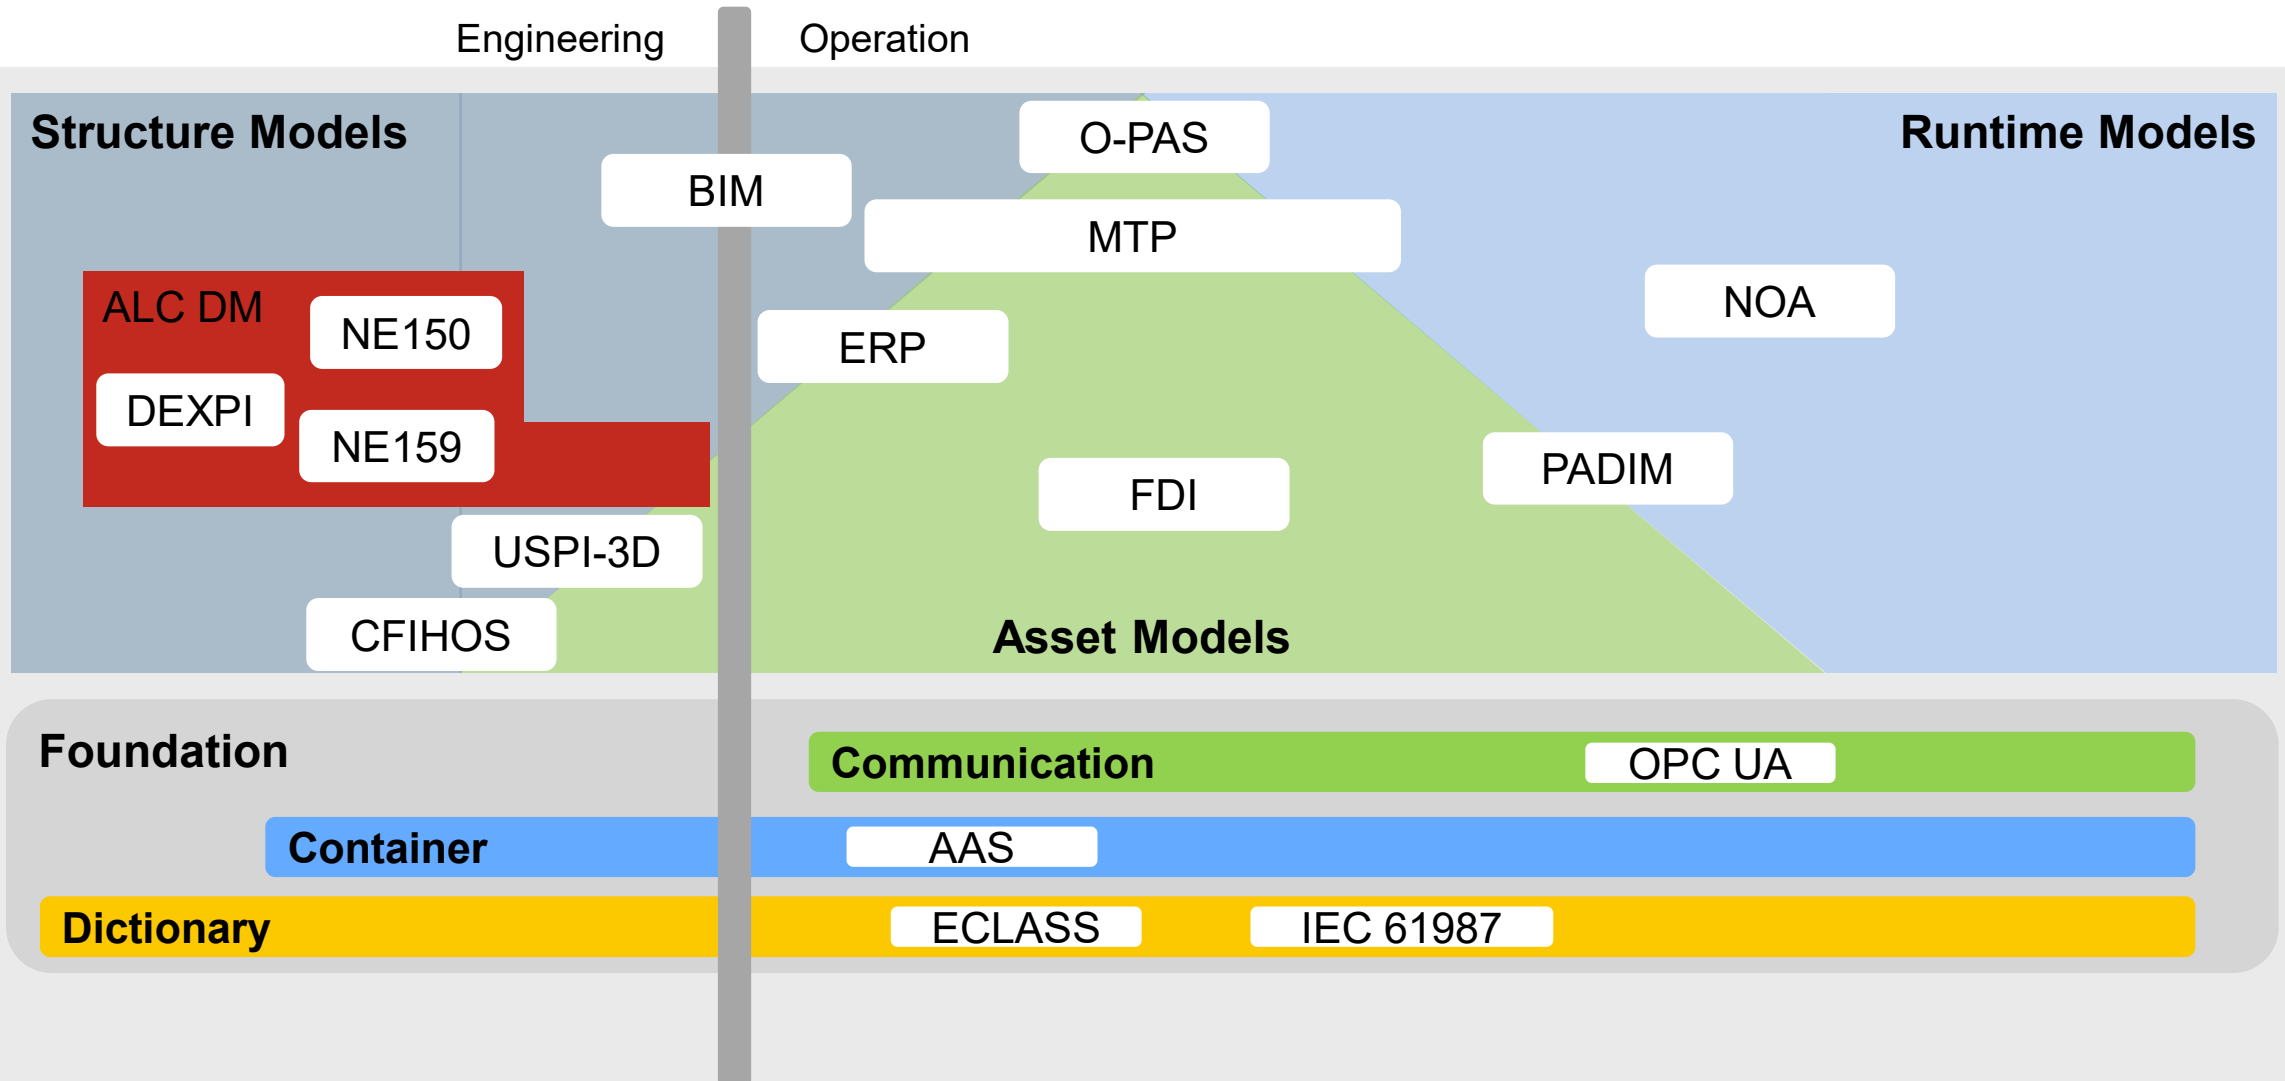 Engineering
Operation
Structure Models
Runtime Models
O-PAS
BIM
MTP
ALC DM
NE150
NOA
ERP
DEXPI
NE159
PADIM
FDI
USPI-3D
CFIHOS
Asset Models
Foundation
Communication
OPC UA
Container
AAS
Dictionary
ECLASS
IEC 61987